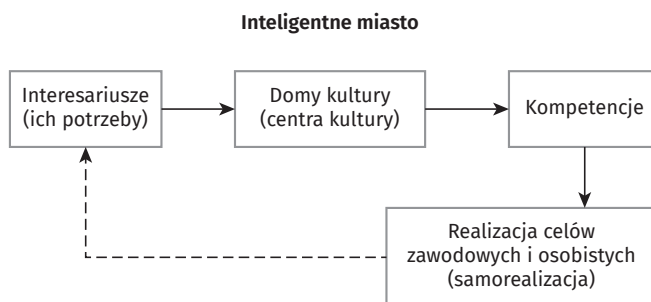 Inteligentne miasto
Interesariusze
(ich potrzeby)
Domy kultury
(centra kultury)
Kompetencje
Realizacja celów
zawodowych i osobistych
(samorealizacja)